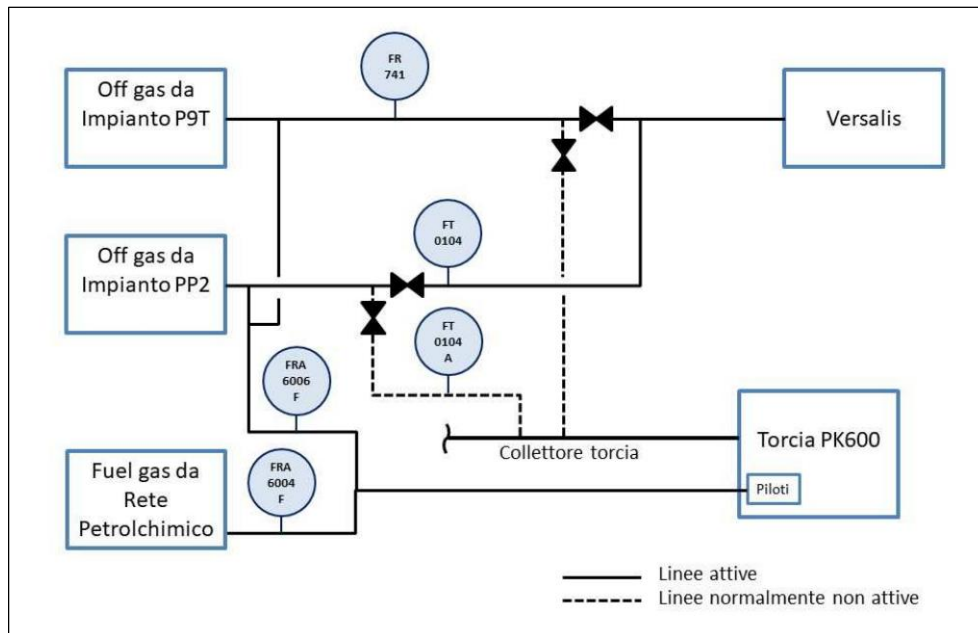 FR
741
Off gas da
Impianto P9T
Versalis
FT
0104
Off gas da
Impianto PP2
FT
0104
A
FRA
6006
F
Collettore torcia
Torcia PK600
Piloti
Fuel gas da
Rete
Petrolchimico
FRA
6004
F
Linee attive
Linee normalmente non attive